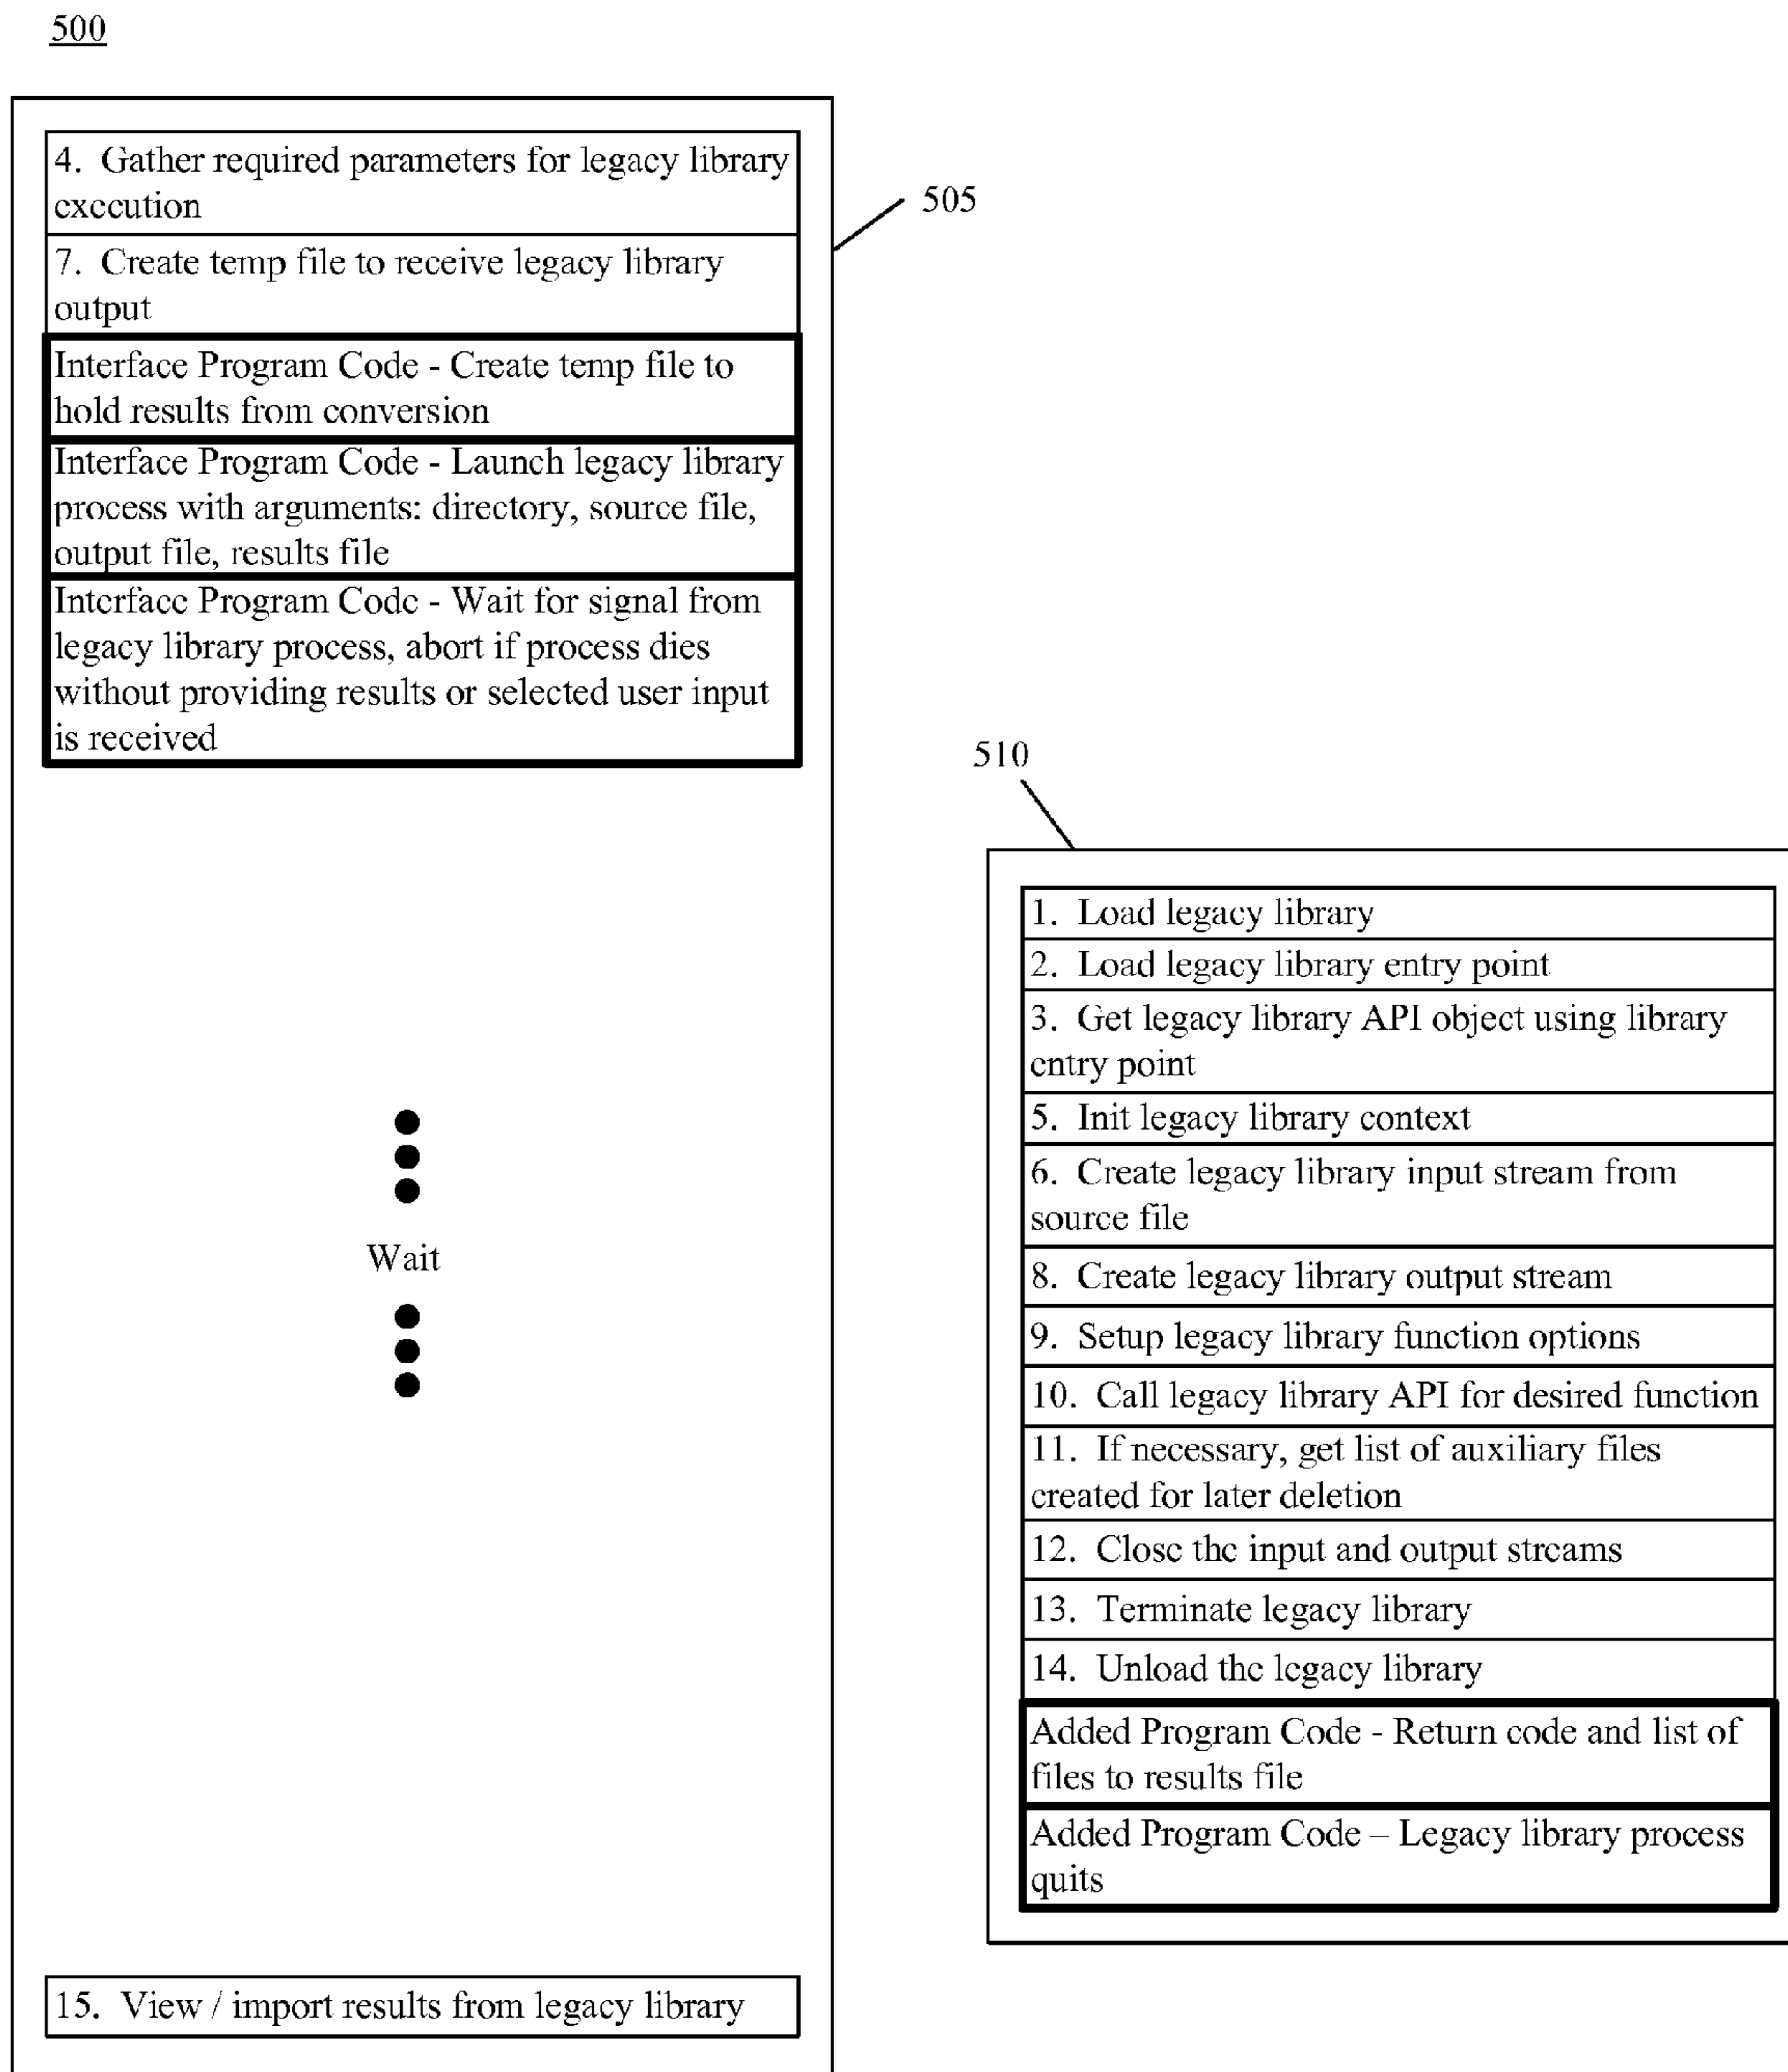 500
4. Gather required parameters for legacy library
execution
505
7. Create temp file to receive legacy library
output
Interface Program Code - Create temp file to
hold results from conversion
Interface Program Code - Launch legacy library
process with arguments: directory, source file,
output file, results file
Interface Program Code - Wait for signal from
legacy library process, abort if process dies
without providing results or selected user input
is received
Wait
15. View / import results from legacy library
510
1. Load legacy library
2. Load legacy library entry point
3. Get legacy library API object using library
entry point
5. Init legacy library context
6. Create legacy library input stream from
source file
8. Create legacy library output stream
9. Setup legacy library function options
10. Call legacy library API for desired function
11. If necessary, get list of auxiliary files
created for later deletion
12. Close the input and output streams
13. Terminate legacy library
14. Unload the legacy library
Added Program Code - Return code and list of
files to results file
Added Program Code – Legacy library process
quits